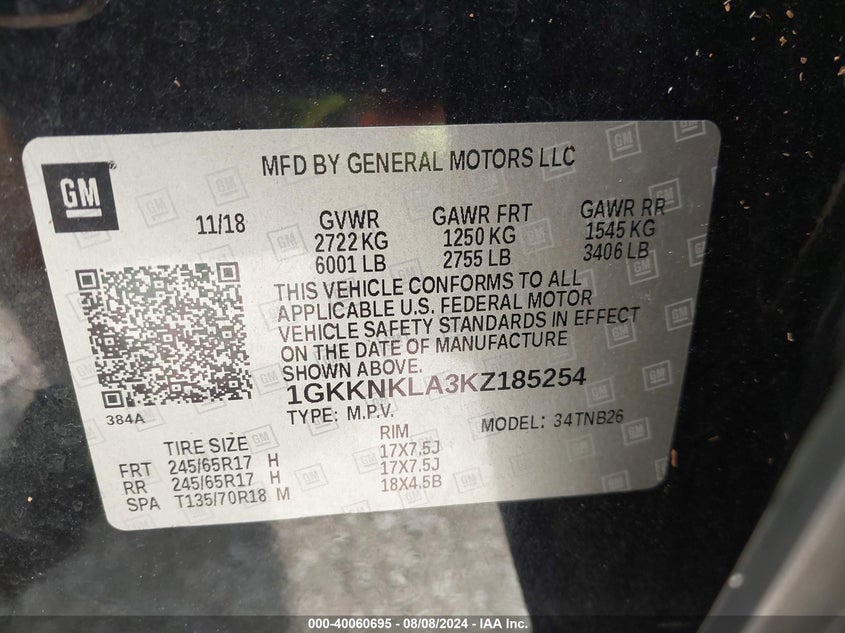 GM
MFD BY GENERAL MOTORS LLC
11/18
GVWR
2722 KG
6001 LB
GAWR FRT
1250 KG
2755 LB
GAWR RR
1545 KG
3406 LB
THIS VEHICLE CONFORMS TO ALL
APPLICABLE U.S. FEDERAL MOTOR
VEHICLE SAFETY STANDARDS IN EFFECT
ON THE DATE OF MANUFACTURE
SHOWN ABOVE.
1GKKNKLA3KZ185254
384A
TYPE: M.P.V.
MODEL: 34TNB26
TIRE SIZE RIM
FRT 245/65R17 H 17X7.5J
RR 245/65R17 H 17X7.5J
SPA T135/70R18 M 18X4.5B
000-40060695 - 08/08/2024 - IAA Inc.